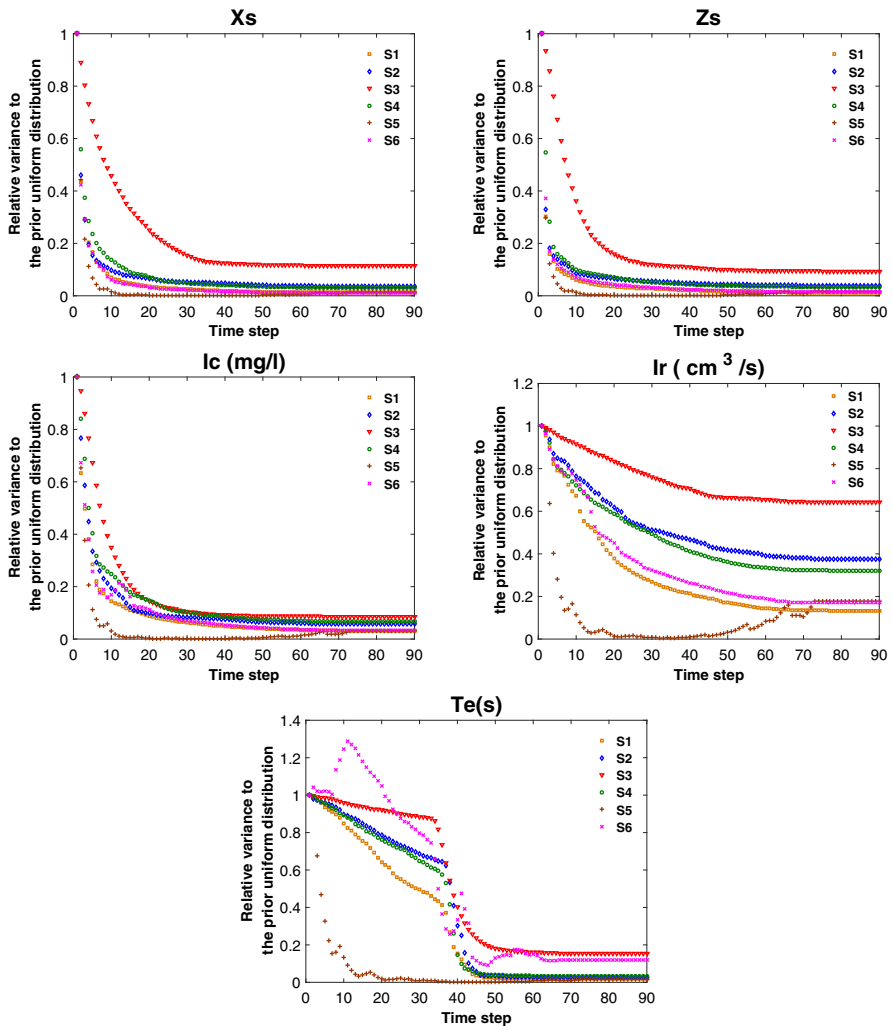 Xs
Relative variance to
the prior uniform distribution
1
0.8
0.6
0.4
0.2
0
0 10 20 30 40 50 60 70 80 90
Time step
S1
S2
S3
S4
S5
S6
Zs
Relative variance to
the prior uniform distribution
1
0.8
0.6
0.4
0.2
0
0 10 20 30 40 50 60 70 80 90
Time step
S1
S2
S3
S4
S5
S6
Ic (mg/l)
Relative variance to
the prior uniform distribution
1
0.8
0.6
0.4
0.2
0
0 10 20 30 40 50 60 70 80 90
Time step
S1
S2
S3
S4
S5
S6
Ir ( cm 3 /s)
Relative variance to
the prior uniform distribution
1.2
1
0.8
0.6
0.4
0.2
0
0 10 20 30 40 50 60 70 80 90
Time step
S1
S2
S3
S4
S5
S6
Te(s)
Relative variance to
the prior uniform distribution
1.4
1.2
1
0.8
0.6
0.4
0.2
0
0 10 20 30 40 50 60 70 80 90
Time step
S1
S2
S3
S4
S5
S6